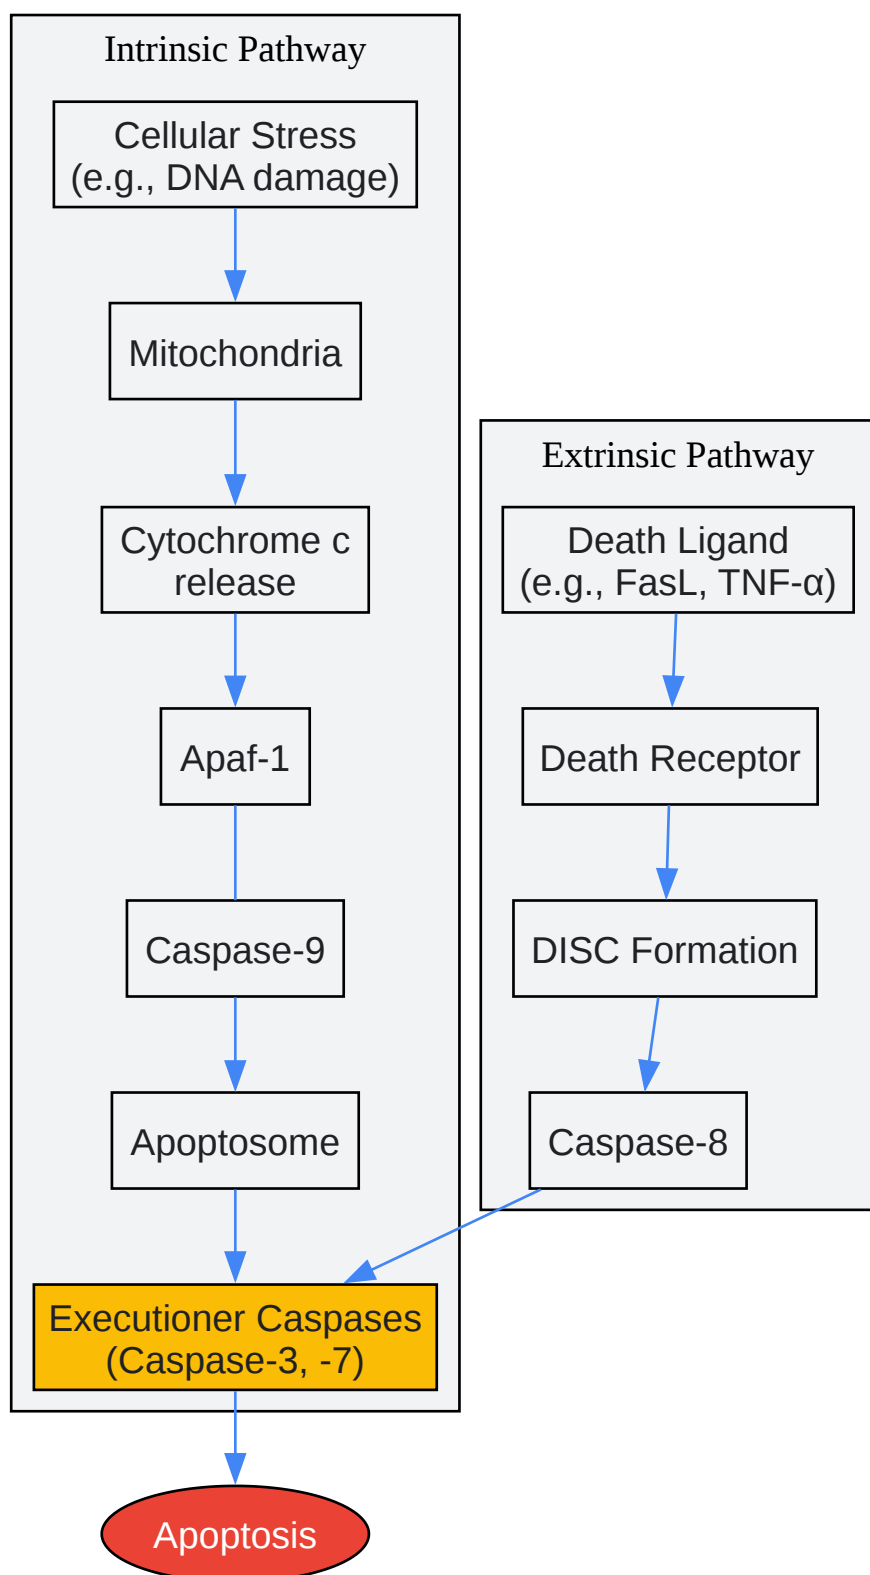 Intrinsic Pathway
Cellular Stress
(e.g., DNA damage)
Mitochondria
Cytochrome c
release
Apaf-1
Caspase-9
Apoptosome
Executioner Caspases
(Caspase-3, -7)
Apoptosis
Extrinsic Pathway
Death Ligand
(e.g., FasL, TNF-α)
Death Receptor
DISC Formation
Caspase-8